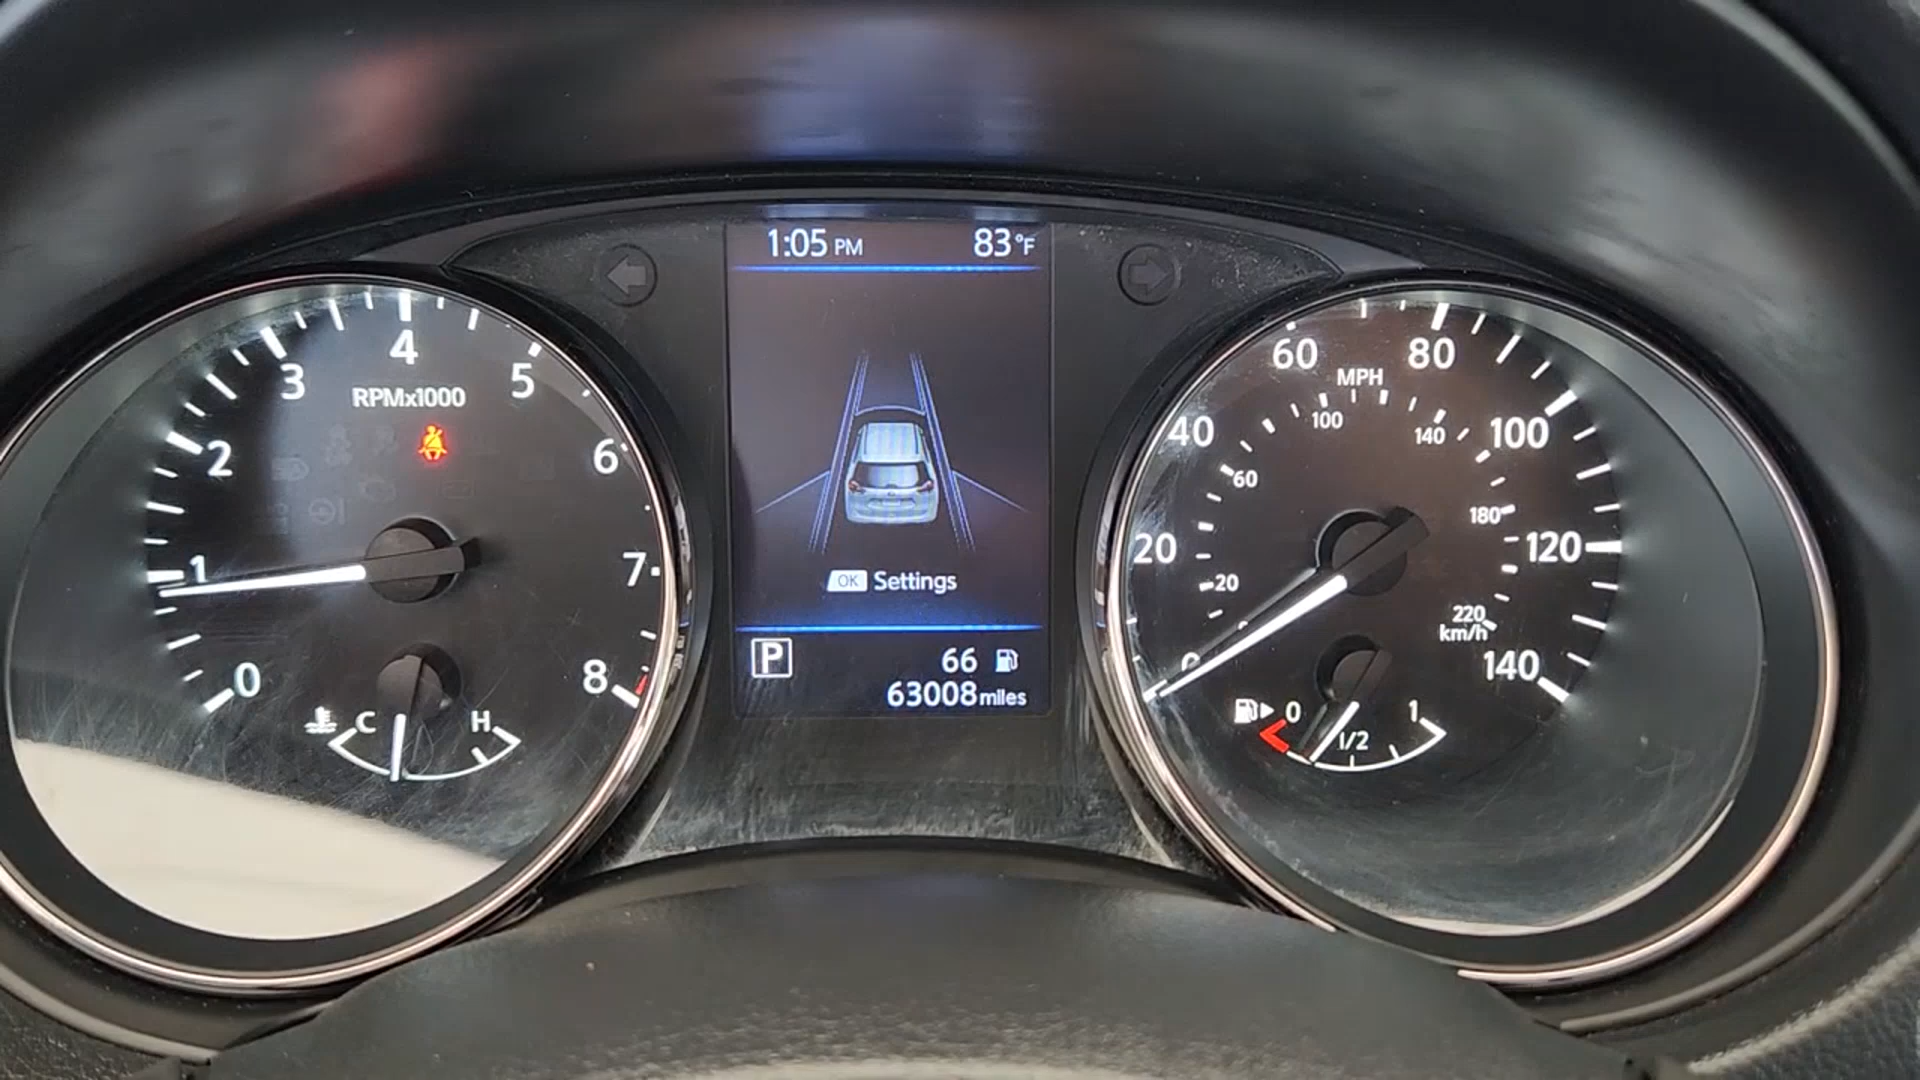 1:05 PM 83°F
0 1 2 3 4 5 6 7 8
RPMx1000
C H
OK Settings
P 66
63008 miles
0 20 40 60 80 100 120 140
MPH
20 60 100 140 180 220
km/h
0 1/2 1